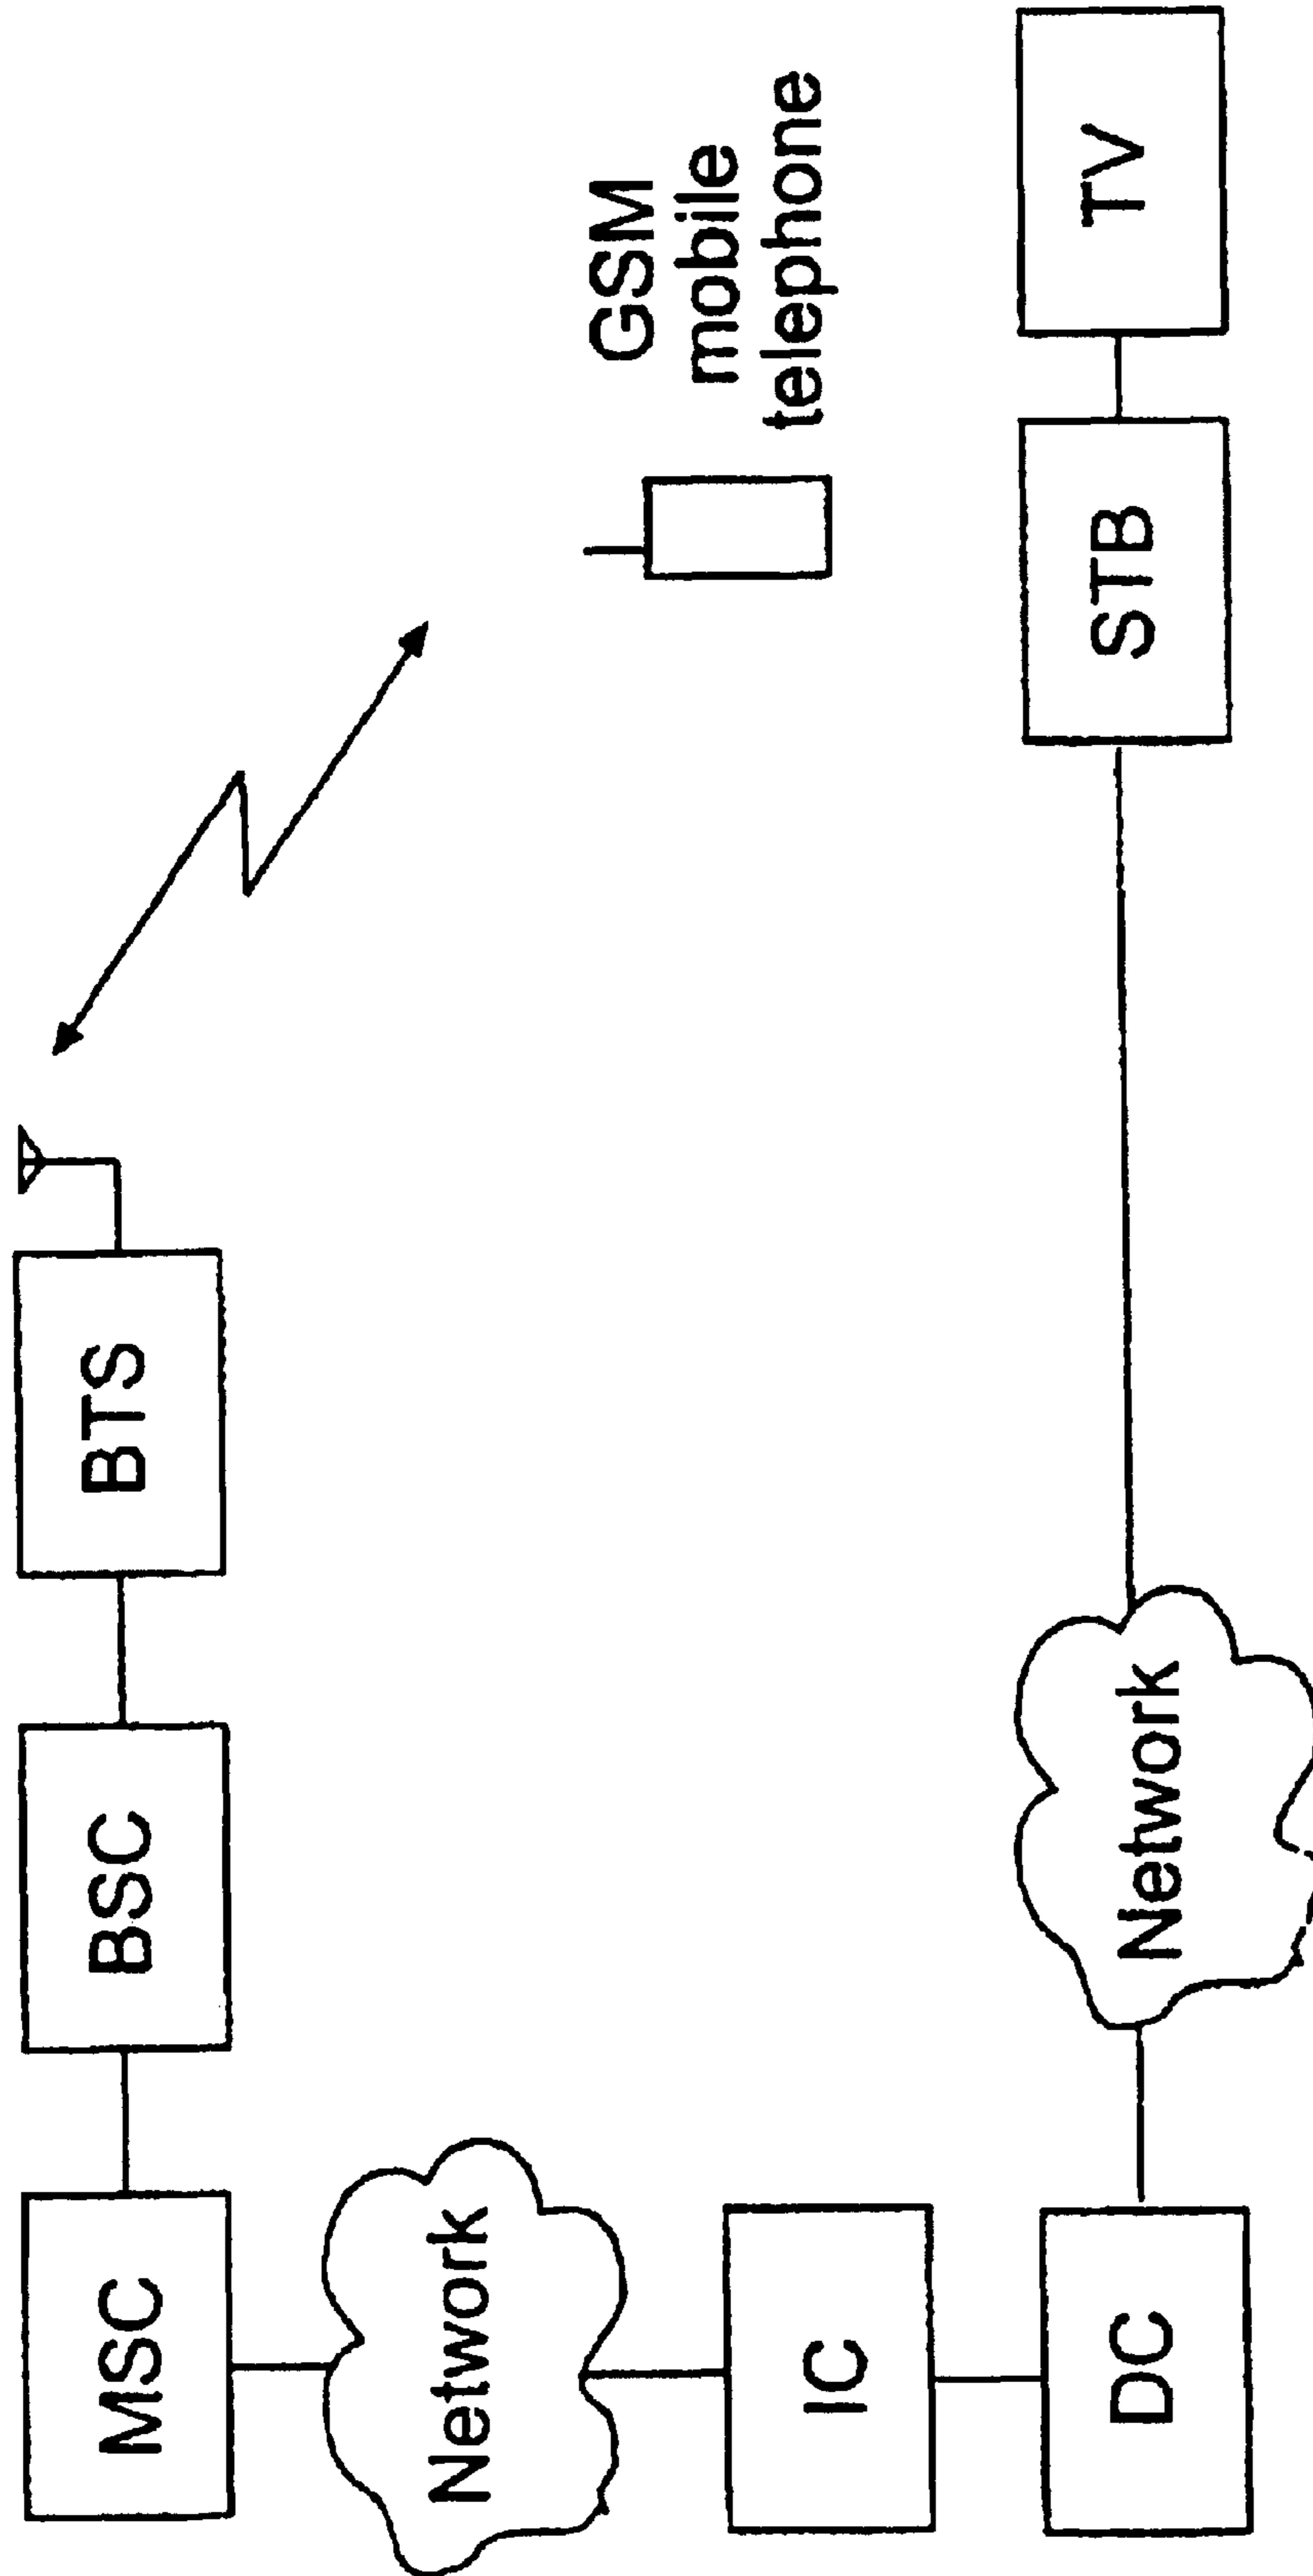 MSC
BSC
BTS
Network
GSM
mobile
telephone
IC
DC
Network
STB
TV